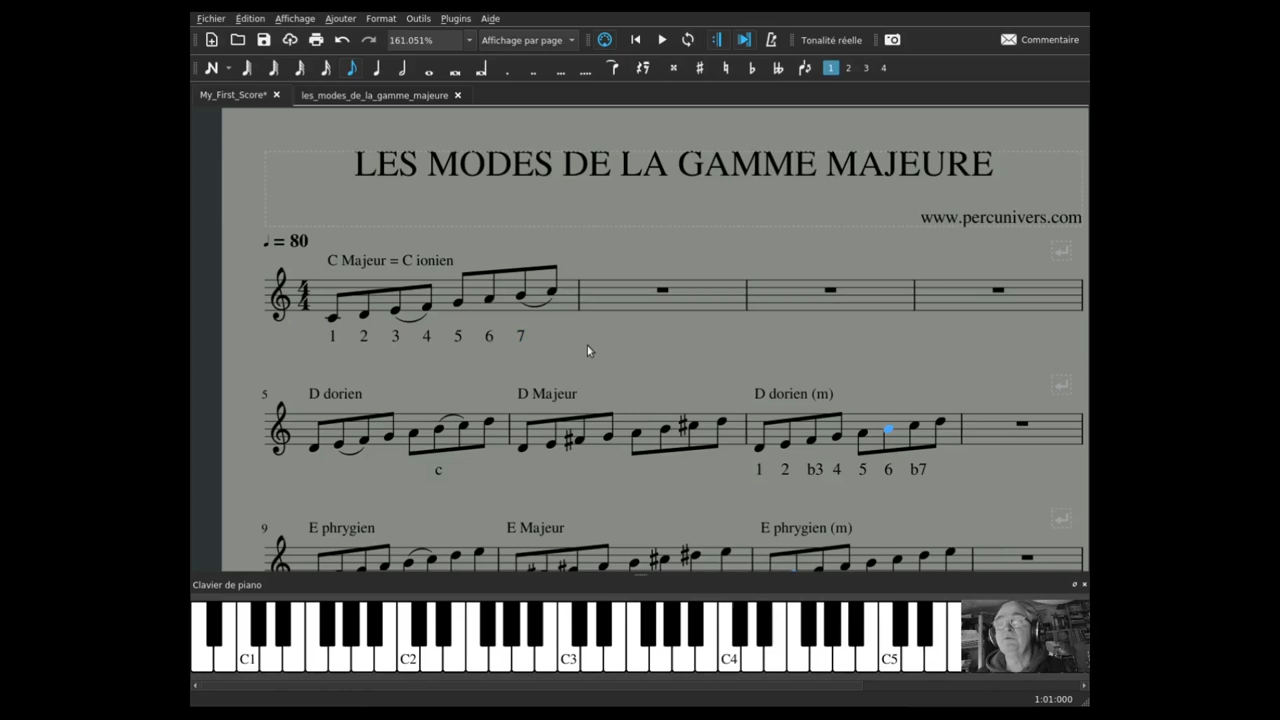 Fichier Édition Affichage Ajouter Format Outils Plugins Aide
161.051% Affichage par page Tonalité réelle Commentaire
1 2 3 4
My_First_Score* les_modes_de_la_gamme_majeure
LES MODES DE LA GAMME MAJEURE
www.percunivers.com
= 80
C Majeur = C ionien
4
4
1 2 3 4 5 6 7
5 D dorien D Majeur D dorien (m)
c 1 2 b3 4 5 6 b7
9 E phrygien E Majeur E phrygien (m)
Clavier de piano
C1 C2 C3 C4 C5
1:01:000